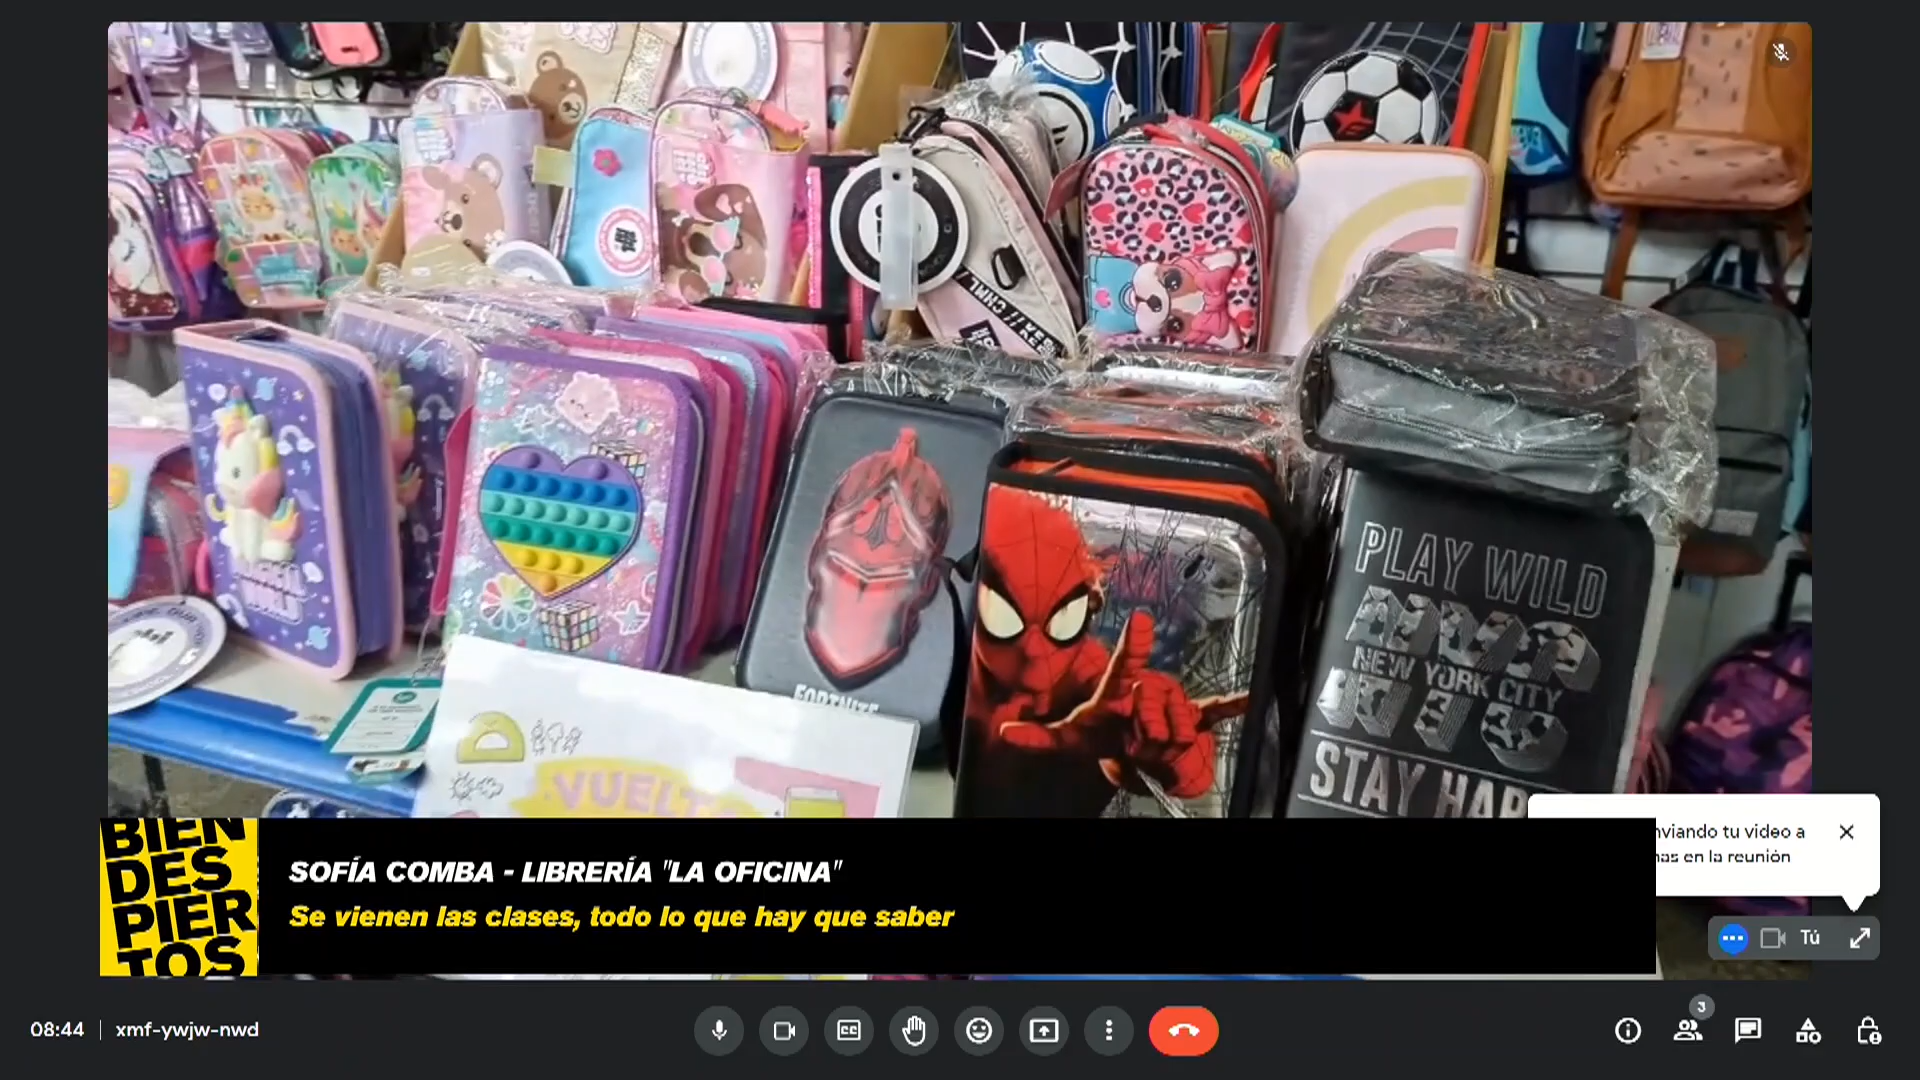 PLAY WILD
NEW YORK CITY
STAY HAR
FORTNITE
VUELT
BIEN
DES
PIER
TOS
SOFÍA COMBA - LIBRERÍA "LA OFICINA"
Se vienen las clases, todo lo que hay que saber
nviando tu video a
nas en la reunión
Tú
3
08:44 | xmf-ywjw-nwd